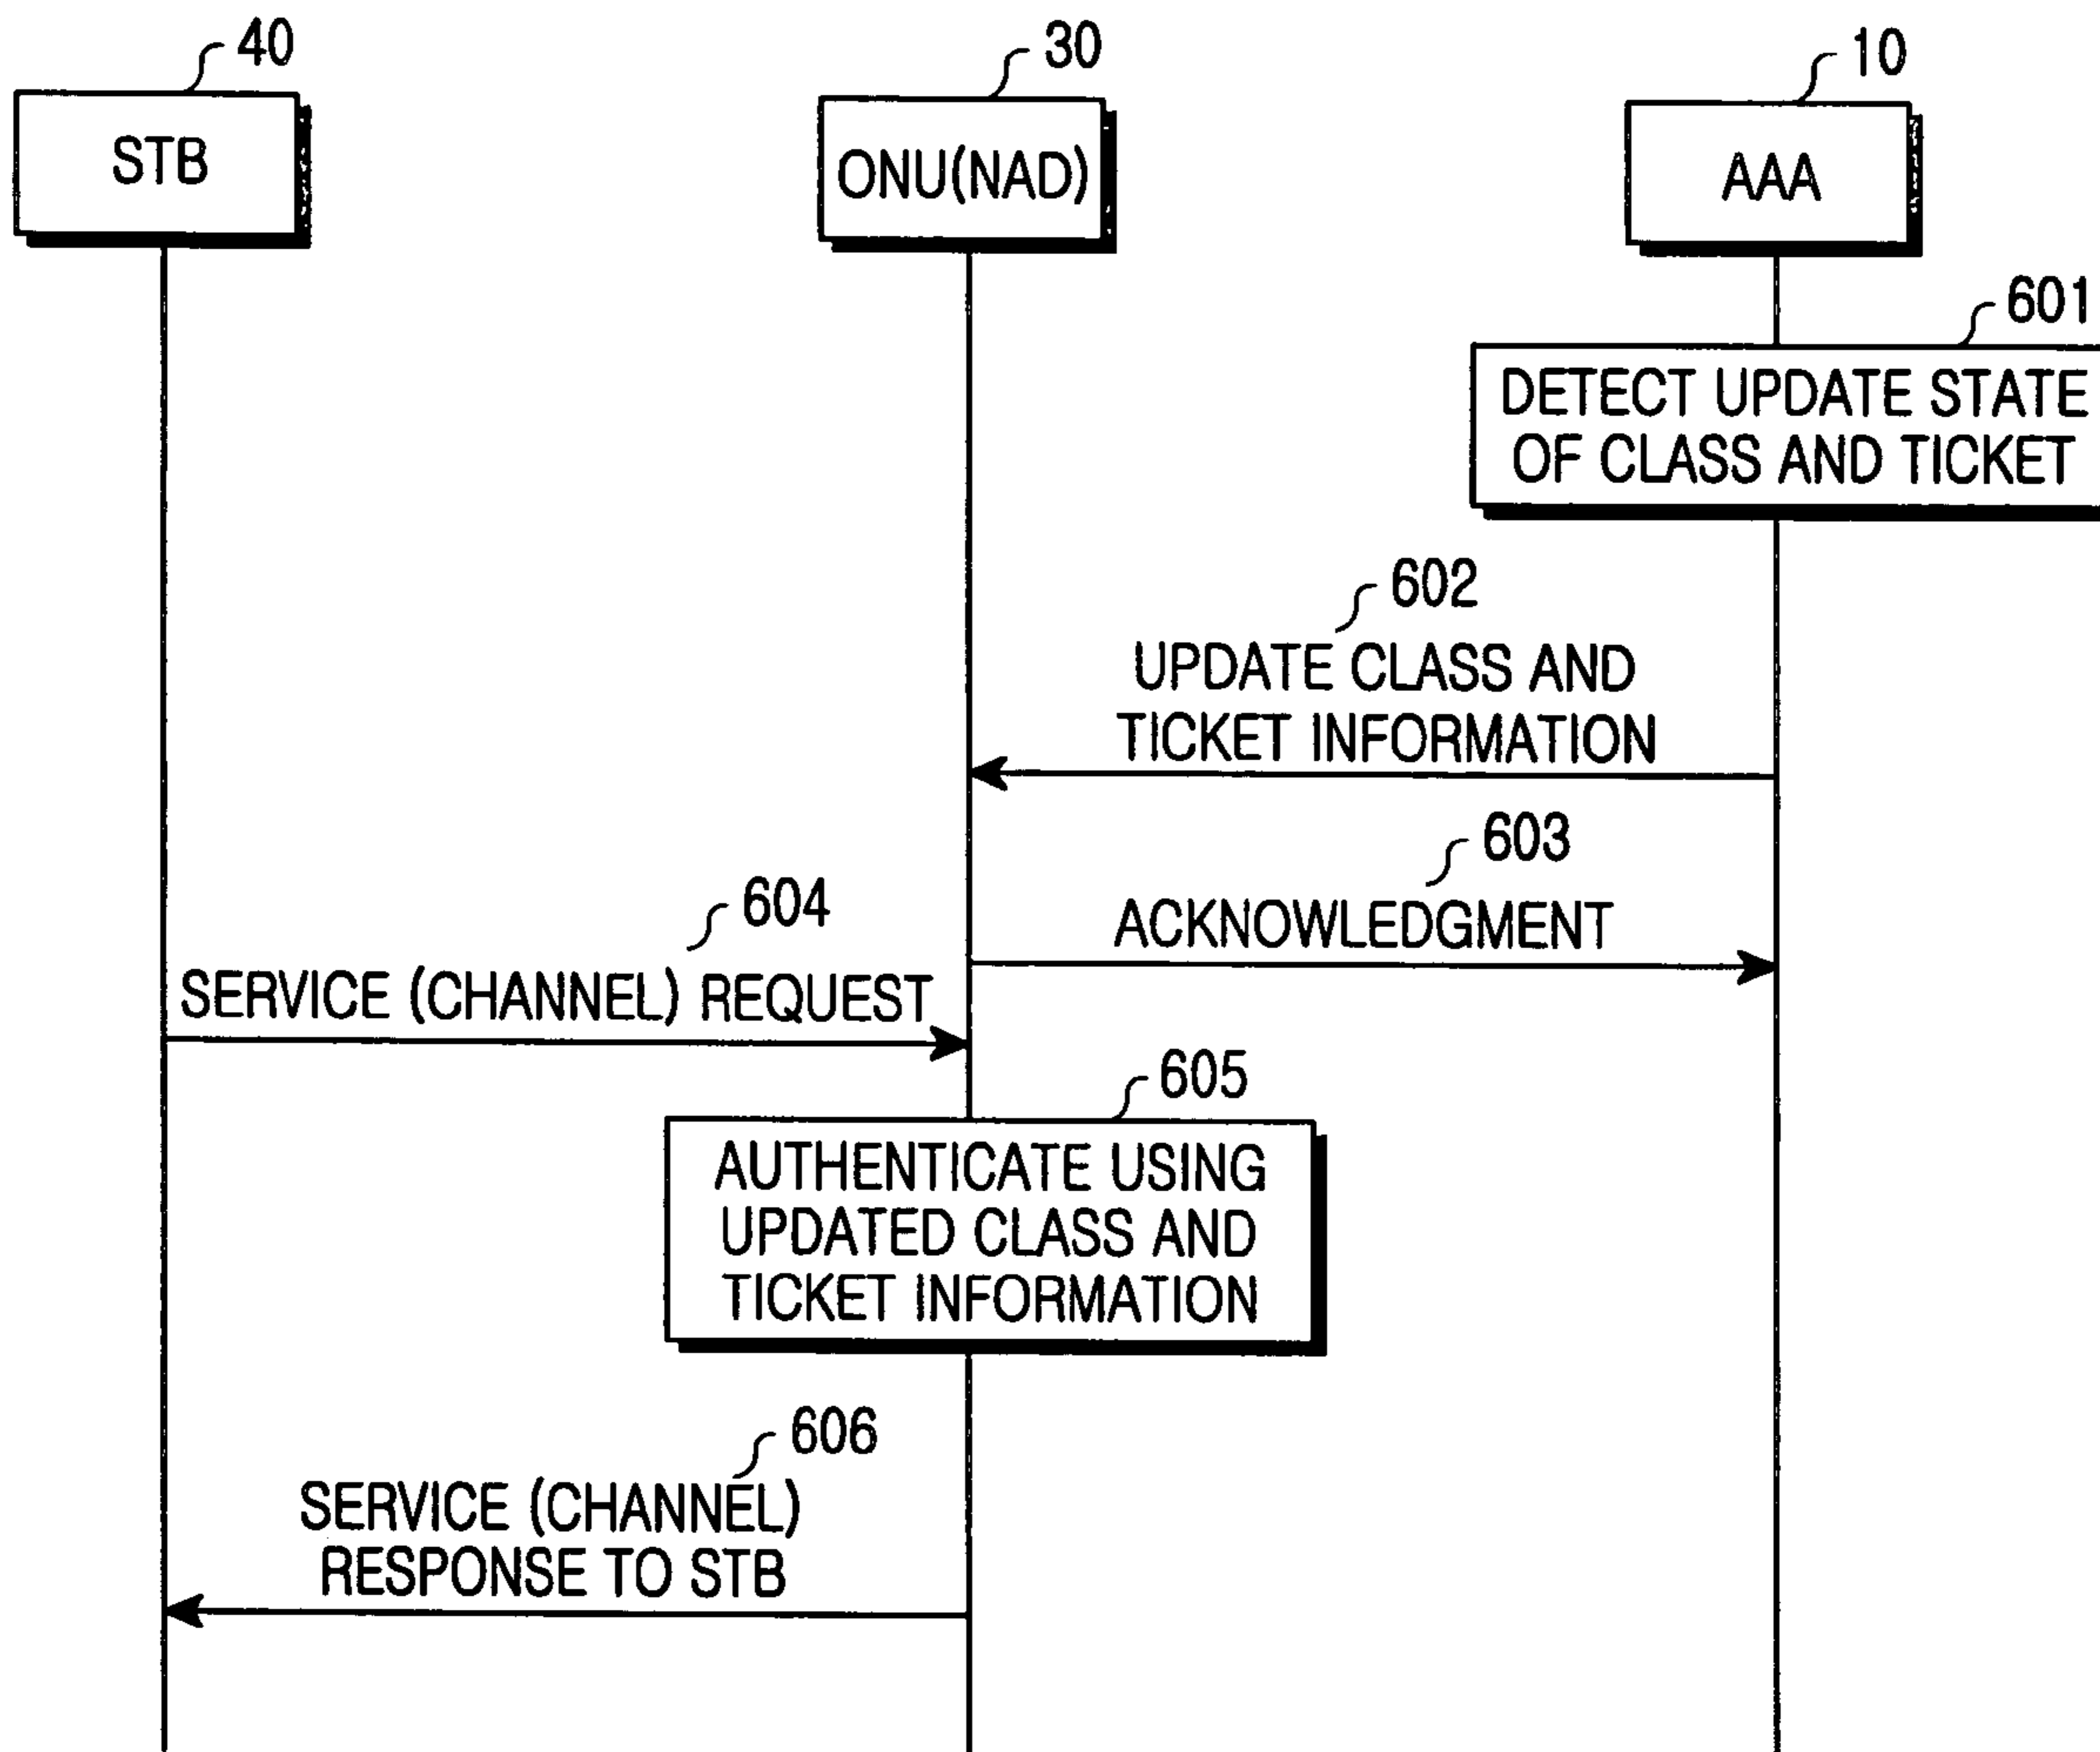 40
30
10
STB
ONU(NAD)
AAA
601
DETECT UPDATE STATE
OF CLASS AND TICKET
602
UPDATE CLASS AND
TICKET INFORMATION
603
ACKNOWLEDGMENT
604
SERVICE (CHANNEL) REQUEST
605
AUTHENTICATE USING
UPDATED CLASS AND
TICKET INFORMATION
606
SERVICE (CHANNEL)
RESPONSE TO STB